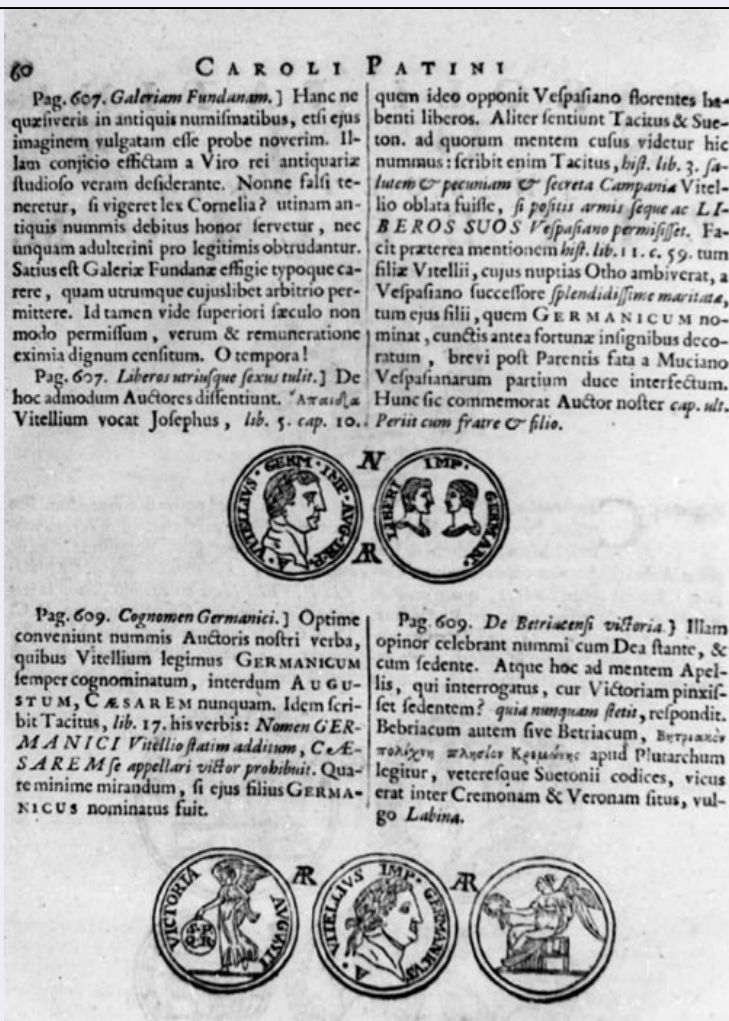 60
CAROLI PATINI
Pag. 607. Galeriam Fundanam.] Hanc ne
quæsiveris in antiquis numismatibus, etsi ejus
imaginem vulgatam esse probe noverim. Il-
lam conjicio effictam a Viro rei antiquariæ
studioso veram desiderante. Nonne falsi te-
neretur, si vigeret lex Cornelia? utinam an-
tiquis nummis debitus honor servetur, nec
unquam adulterini pro legitimis obtrudantur.
Satius est Galeriæ Fundanæ effigie typoque ca-
rere, quam utrumque cujuslibet arbitrio per-
mittere. Id tamen vide superiori sæculo non
modo permissum, verum & remuneratione
eximia dignum censitum. O tempora!
Pag. 607. Liberos utriusque sexus tulit.] De
hoc admodum Auctores dissentiunt.
Vitellium vocat Josephus, lib. 5. cap. 10.
quem ideo opponit Vespasiano florentes ha-
benti liberos. Aliter sentiunt Tacitus & Sue-
ton. ad quorum mentem cusus videtur hic
nummus: scribit enim Tacitus, hist. lib. 3. sa-
lutem & pecuniam & secreta Campaniæ Vitel-
lio oblata fuisse, si positis armis seque ac LI-
BEROS SUOS Vespasiano permisisset. Fa-
cit præterea mentionem hist. lib. 11. c. 59. tum
filiæ Vitellii, cujus nuptias Otho ambiverat, a
Vespasiano successore splendidissime maritatæ,
tum ejus filii, quem GERMANICUM no-
minat, cunctis antea fortunæ insignibus deco-
ratum, brevi post Parentis fata a Muciano
Vespasianarum partium duce interfectum.
Hunc sic commemorat Auctor noster cap. ult.
Periit cum fratre & filio.
A · VITELLIVS · GERM · IMP · AVG · TR · P ·
AV
AR
LIBERI IMP · GERMAN ·
Pag. 609. Cognomen Germanici.] Optime
conveniunt nummis Auctoris nostri verba,
quibus Vitellium legimus GERMANICUM
semper cognominatum, interdum AUGU-
STUM, CÆSAREM nunquam. Idem scri-
bit Tacitus, lib. 17. his verbis: Nomen GER-
MANICI Vitellio statim additum, CÆ-
SAREM se appellari victor prohibuit. Qua-
re minime mirandum, si ejus filius GERMA-
NICUS nominatus fuit.
Pag. 609. De Betriacensi victoria.] Illam
opinor celebrant nummi cum Dea stante, &
cum sedente. Atque hoc ad mentem Apel-
lis, qui interrogatus, cur Victoriam pinxis-
set sedentem? quia nunquam stetit, respondit.
Bebriacum autem sive Betriacum, Βητριακὸν
πολίχνη πλησίον Κρεμώνης apud Plutarchum
legitur, veteresque Suetonii codices, vicus
erat inter Cremonam & Veronam situs, vul-
go Labina.
VICTORIA AVGVSTI
AR
A · VITELLIVS IMP · GERMANICVS
AR